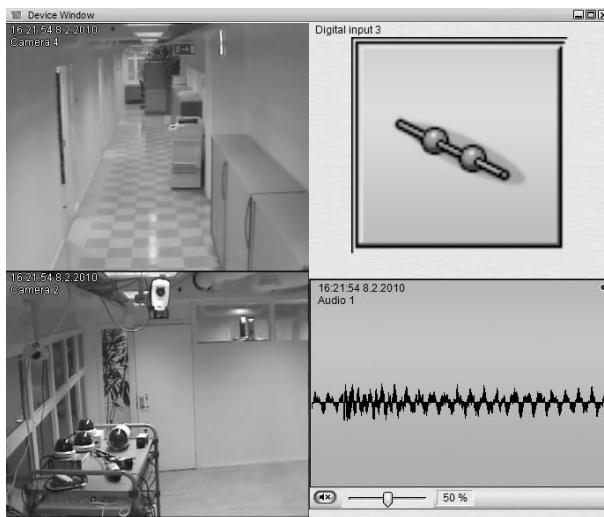 Device Window
16:21:54 8.2.2010
Camera 4
Digital input 3
16:21:54 8.2.2010
Camera 2
16:21:54 8.2.2010
Audio 1
50 %